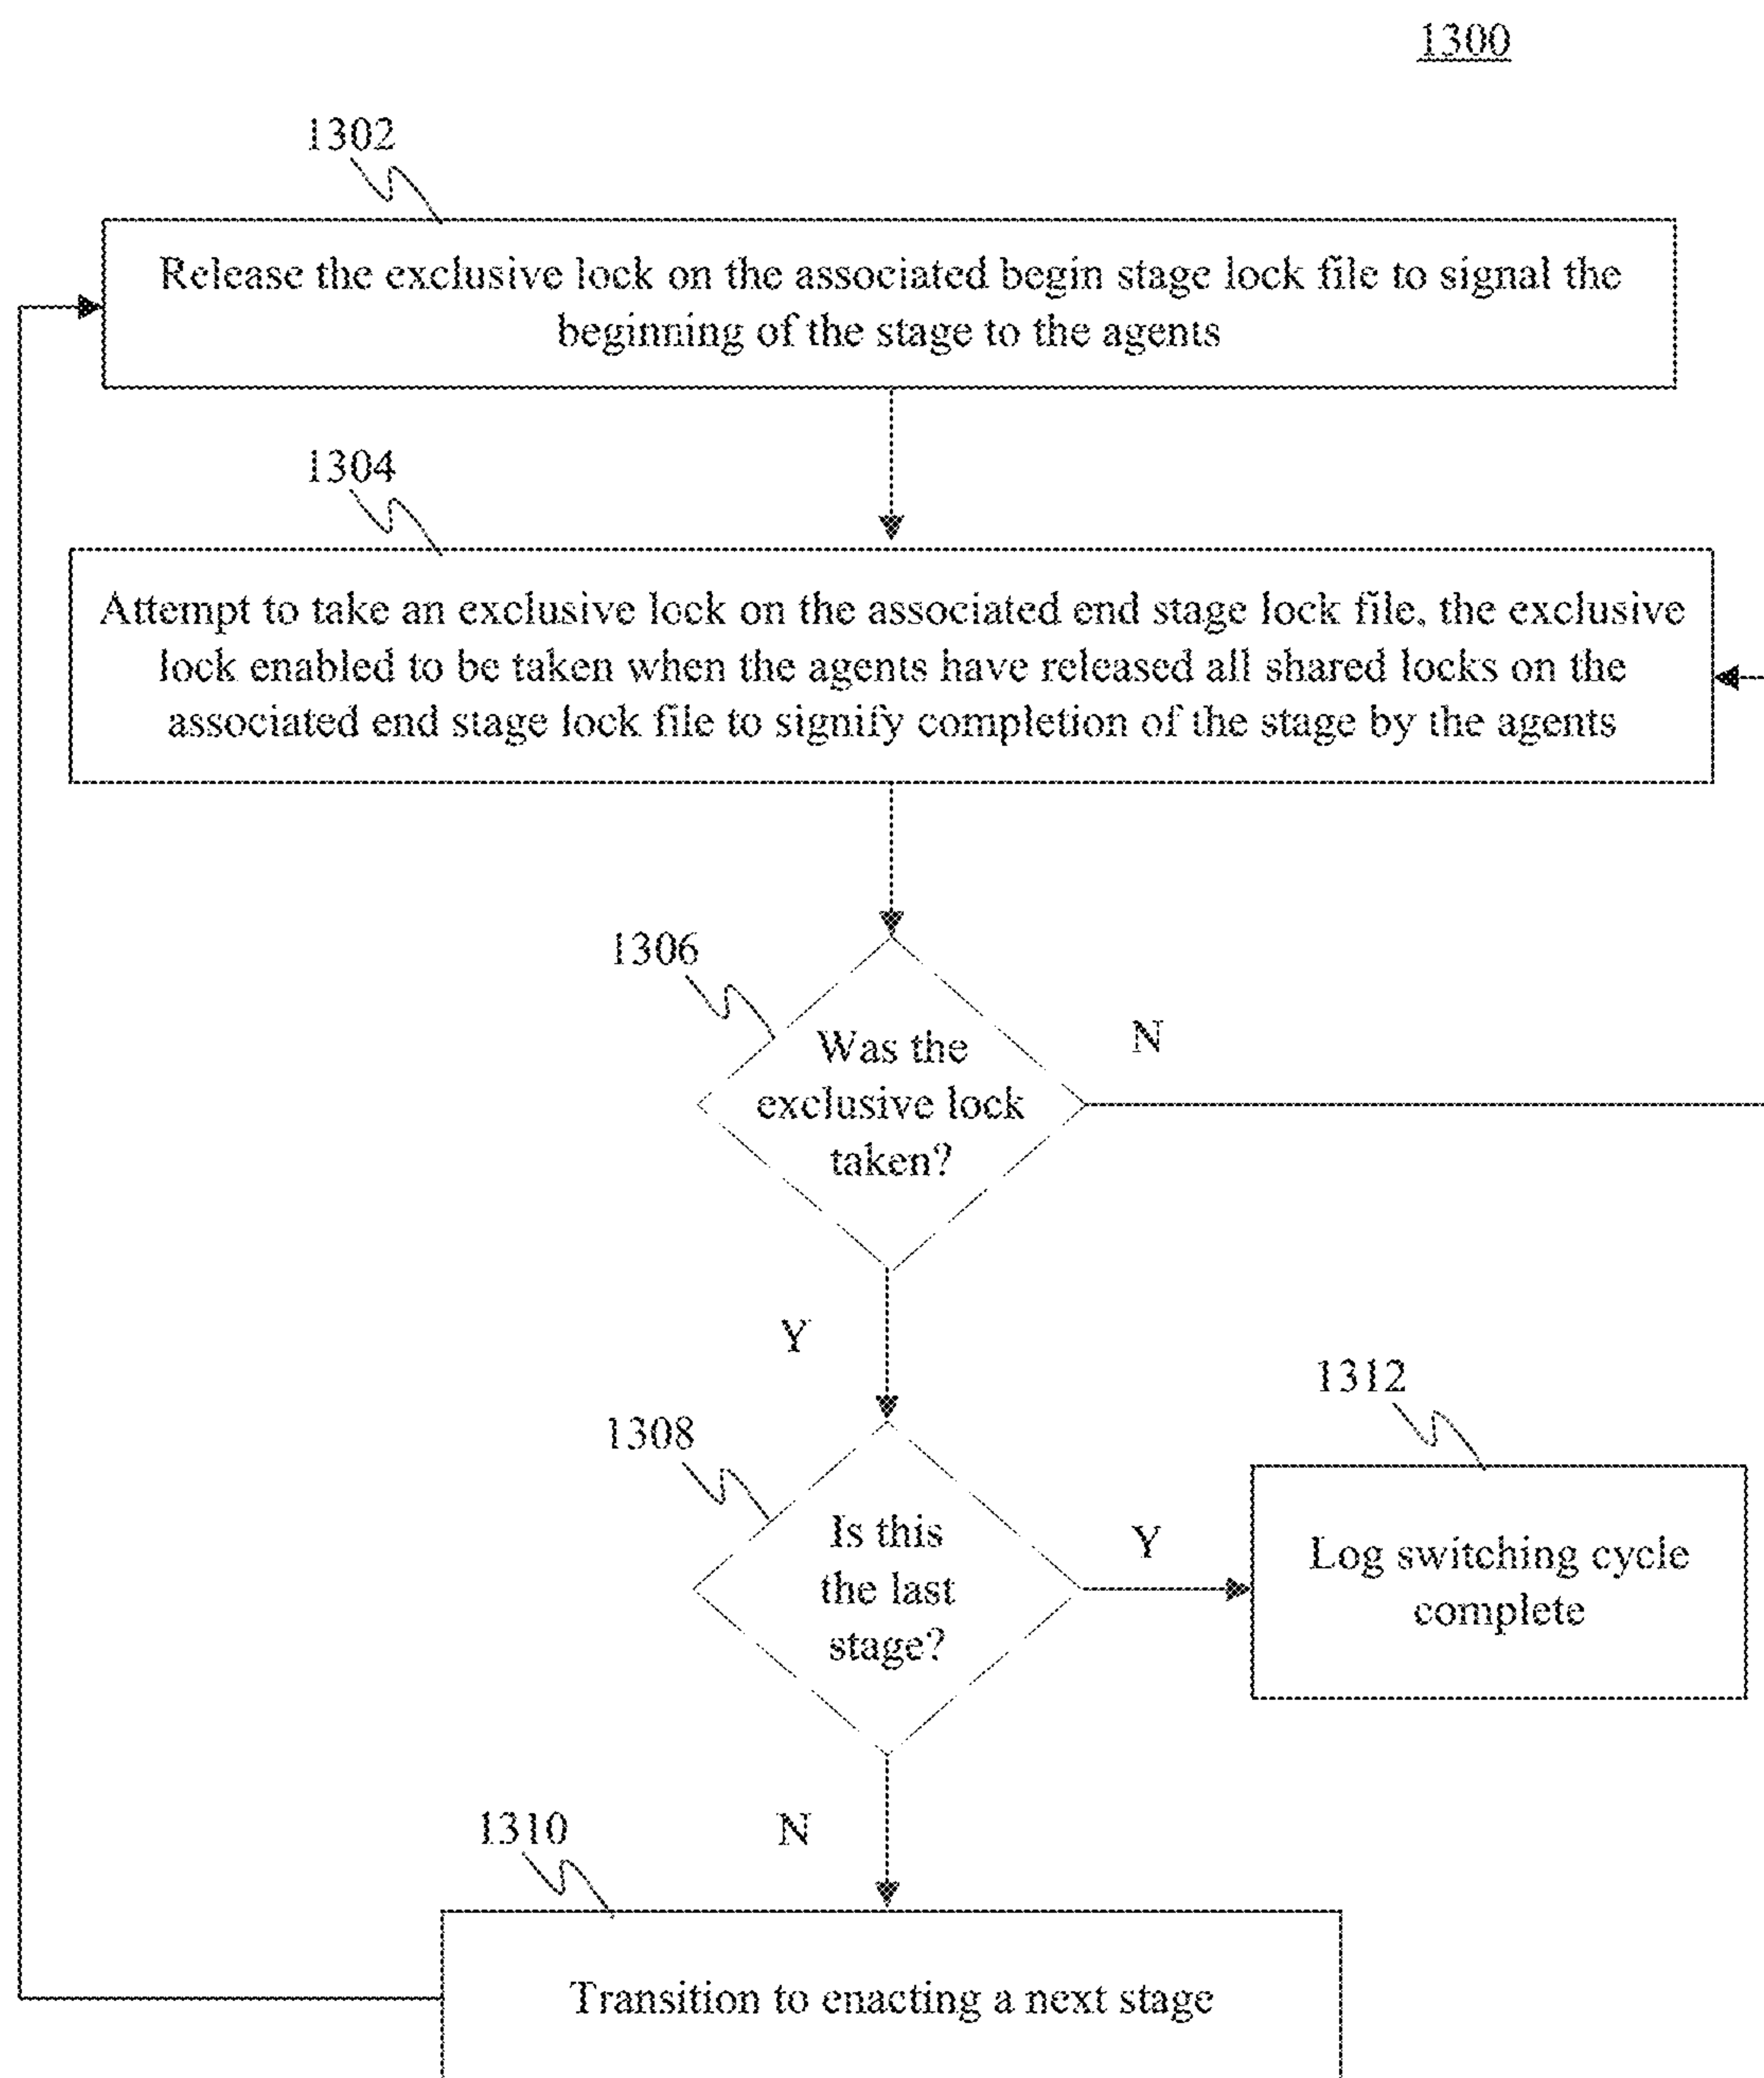 1300
1302
Release the exclusive lock on the associated begin stage lock file to signal the
beginning of the stage to the agents
1304
Attempt to take an exclusive lock on the associated end stage lock file, the exclusive
lock enabled to be taken when the agents have released all shared locks on the
associated end stage lock file to signify completion of the stage by the agents
1306
Was the
exclusive lock
taken?
N
Y
1308
Is this
the last
stage?
Y
1312
Log switching cycle
complete
N
1310
Transition to enacting a next stage